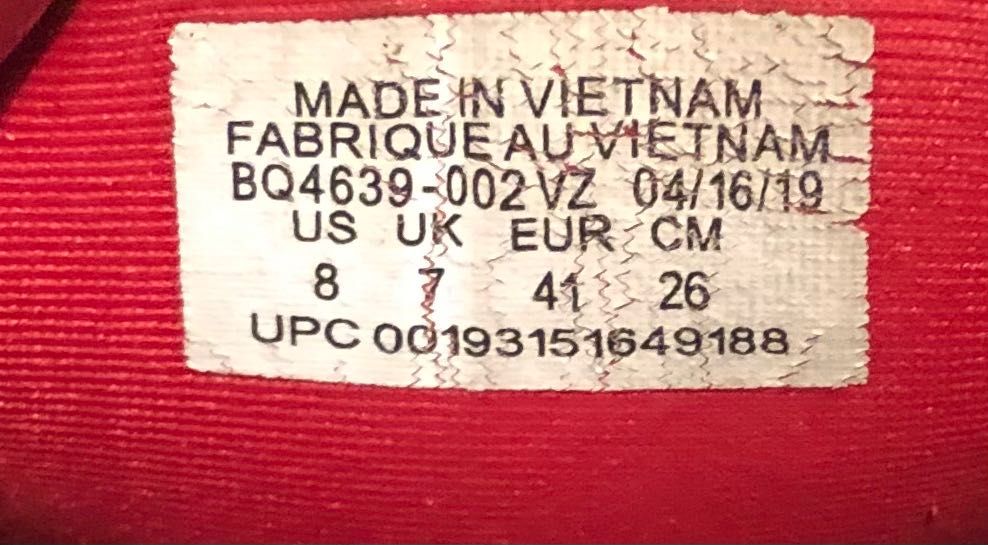 MADE IN VIETNAM
FABRIQUE AU VIETNAM
BQ4639-002 VZ 04/16/19
US UK EUR CM
8 7 41 26
UPC 00193151649188